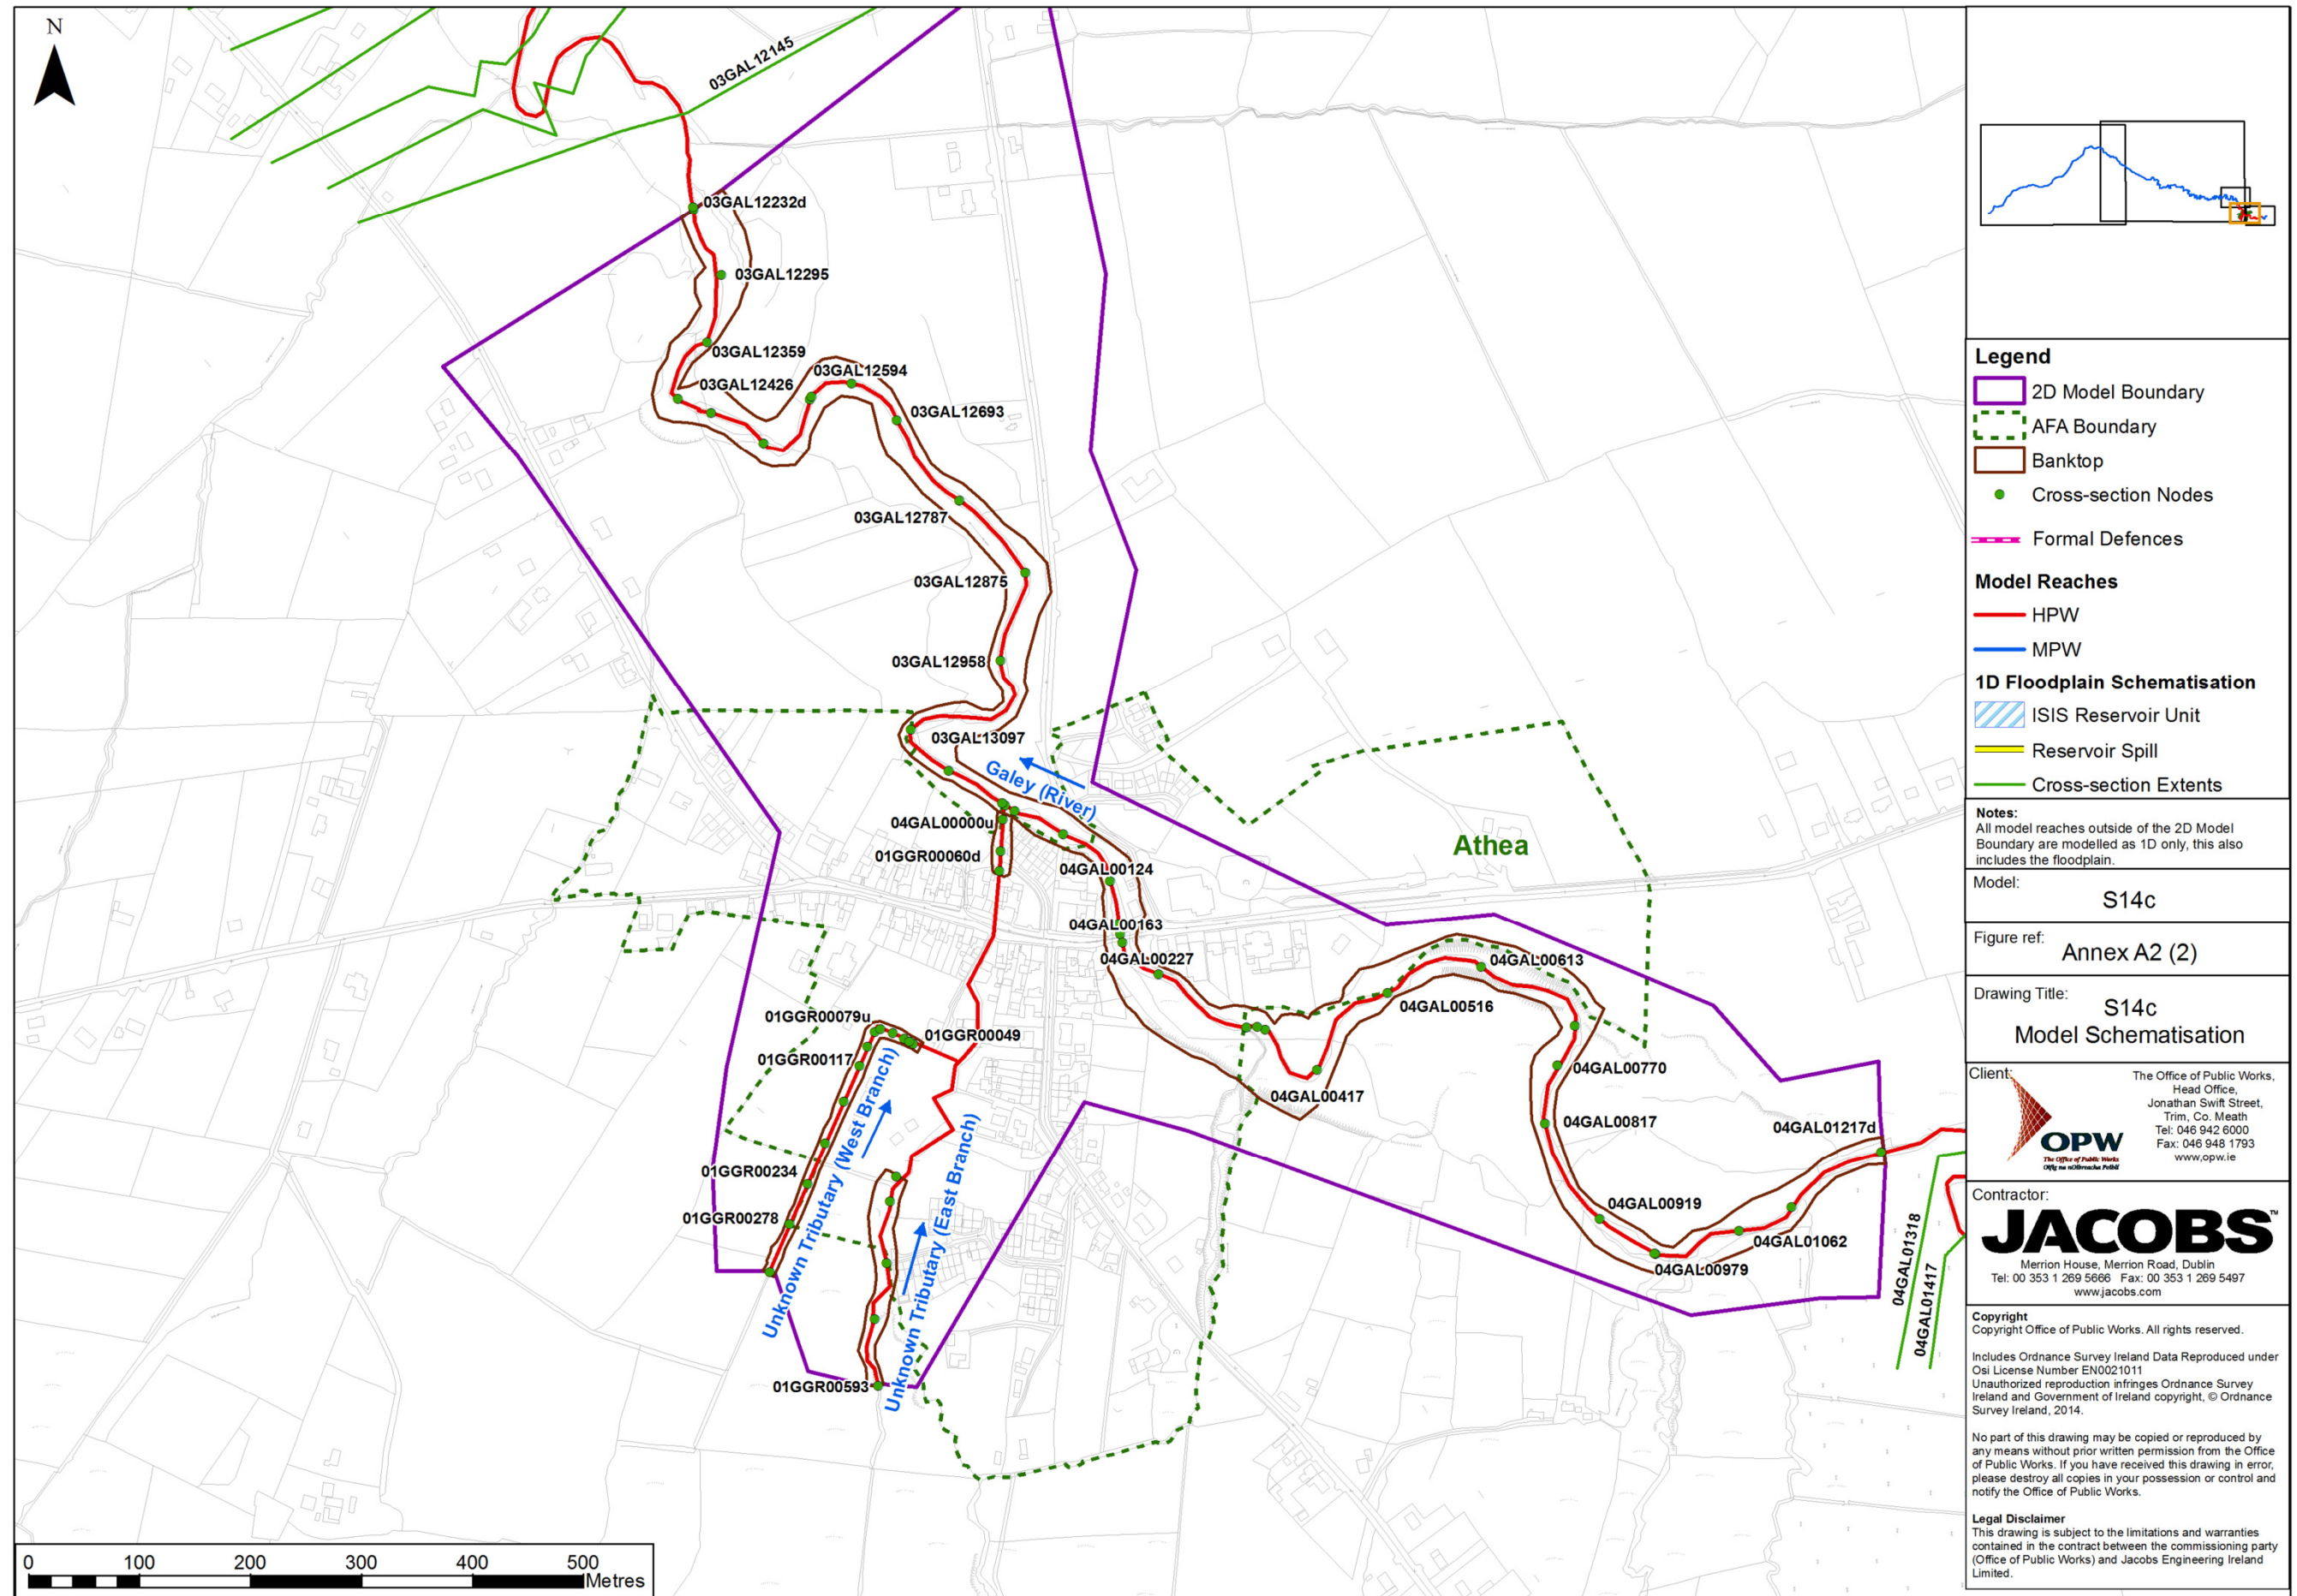 N
03GAL12145
03GAL12232d
03GAL12295
03GAL12359
03GAL12594
03GAL12426
03GAL12693
03GAL12787
03GAL12875
03GAL12958
03GAL13097
Galey (River)
04GAL00000u
01GGR00060d
Athea
04GAL00124
04GAL00163
04GAL00227
04GAL00613
04GAL00516
01GGR00079u
01GGR00049
01GGR00117
04GAL00770
04GAL00417
04GAL00817
04GAL01217d
01GGR00234
01GGR00278
04GAL00919
04GAL01062
04GAL00979
Unknown Tributary (West Branch)
Unknown Tributary (East Branch)
01GGR00593
04GAL01318
04GAL01417
0 100 200 300 400 500
Metres
Legend
2D Model Boundary
AFA Boundary
Banktop
Cross-section Nodes
Formal Defences
Model Reaches
HPW
MPW
1D Floodplain Schematisation
ISIS Reservoir Unit
Reservoir Spill
Cross-section Extents
Notes:
All model reaches outside of the 2D Model
Boundary are modelled as 1D only, this also
includes the floodplain.
Model:
S14c
Figure ref:
Annex A2 (2)
Drawing Title:
S14c
Model Schematisation
Client:
The Office of Public Works,
Head Office,
Jonathan Swift Street,
Trim, Co. Meath
Tel: 046 942 6000
Fax: 046 948 1793
www,opw.ie
OPW
The Office of Public Works
Oifig na nOibreacha Poiblí
Contractor:
JACOBS™
Merrion House, Merrion Road, Dublin
Tel: 00 353 1 269 5666 Fax: 00 353 1 269 5497
www.jacobs.com
Copyright
Copyright Office of Public Works. All rights reserved.
Includes Ordnance Survey Ireland Data Reproduced under
Osi License Number EN0021011
Unauthorized reproduction infringes Ordnance Survey
Ireland and Government of Ireland copyright, © Ordnance
Survey Ireland, 2014.
No part of this drawing may be copied or reproduced by
any means without prior written permission from the Office
of Public Works. If you have received this drawing in error,
please destroy all copies in your possession or control and
notify the Office of Public Works.
Legal Disclaimer
This drawing is subject to the limitations and warranties
contained in the contract between the commissioning party
(Office of Public Works) and Jacobs Engineering Ireland
Limited.